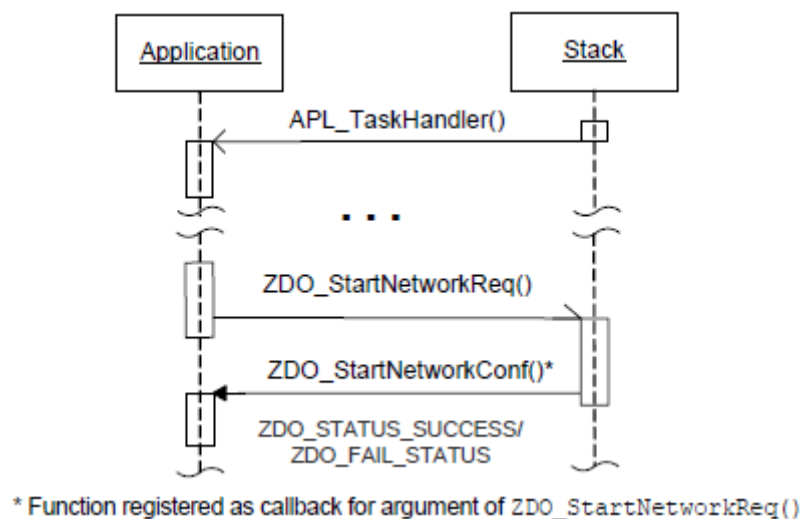 Application
Stack
APL_TaskHandler()
. . .
ZDO_StartNetworkReq()
ZDO_StartNetworkConf()*
ZDO_STATUS_SUCCESS/
ZDO_FAIL_STATUS
* Function registered as callback for argument of ZDO_StartNetworkReq()